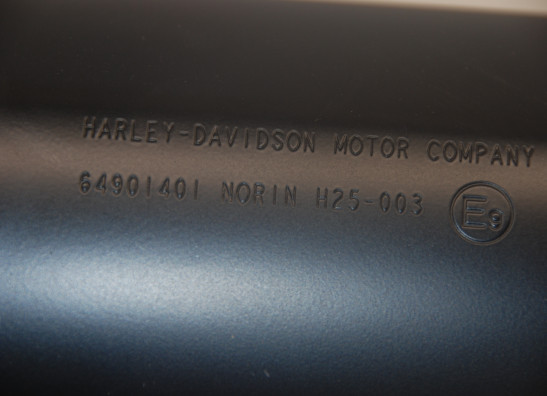 HARLEY-DAVIDSON MOTOR COMPANY
64901401 NORIN H25-003 E9